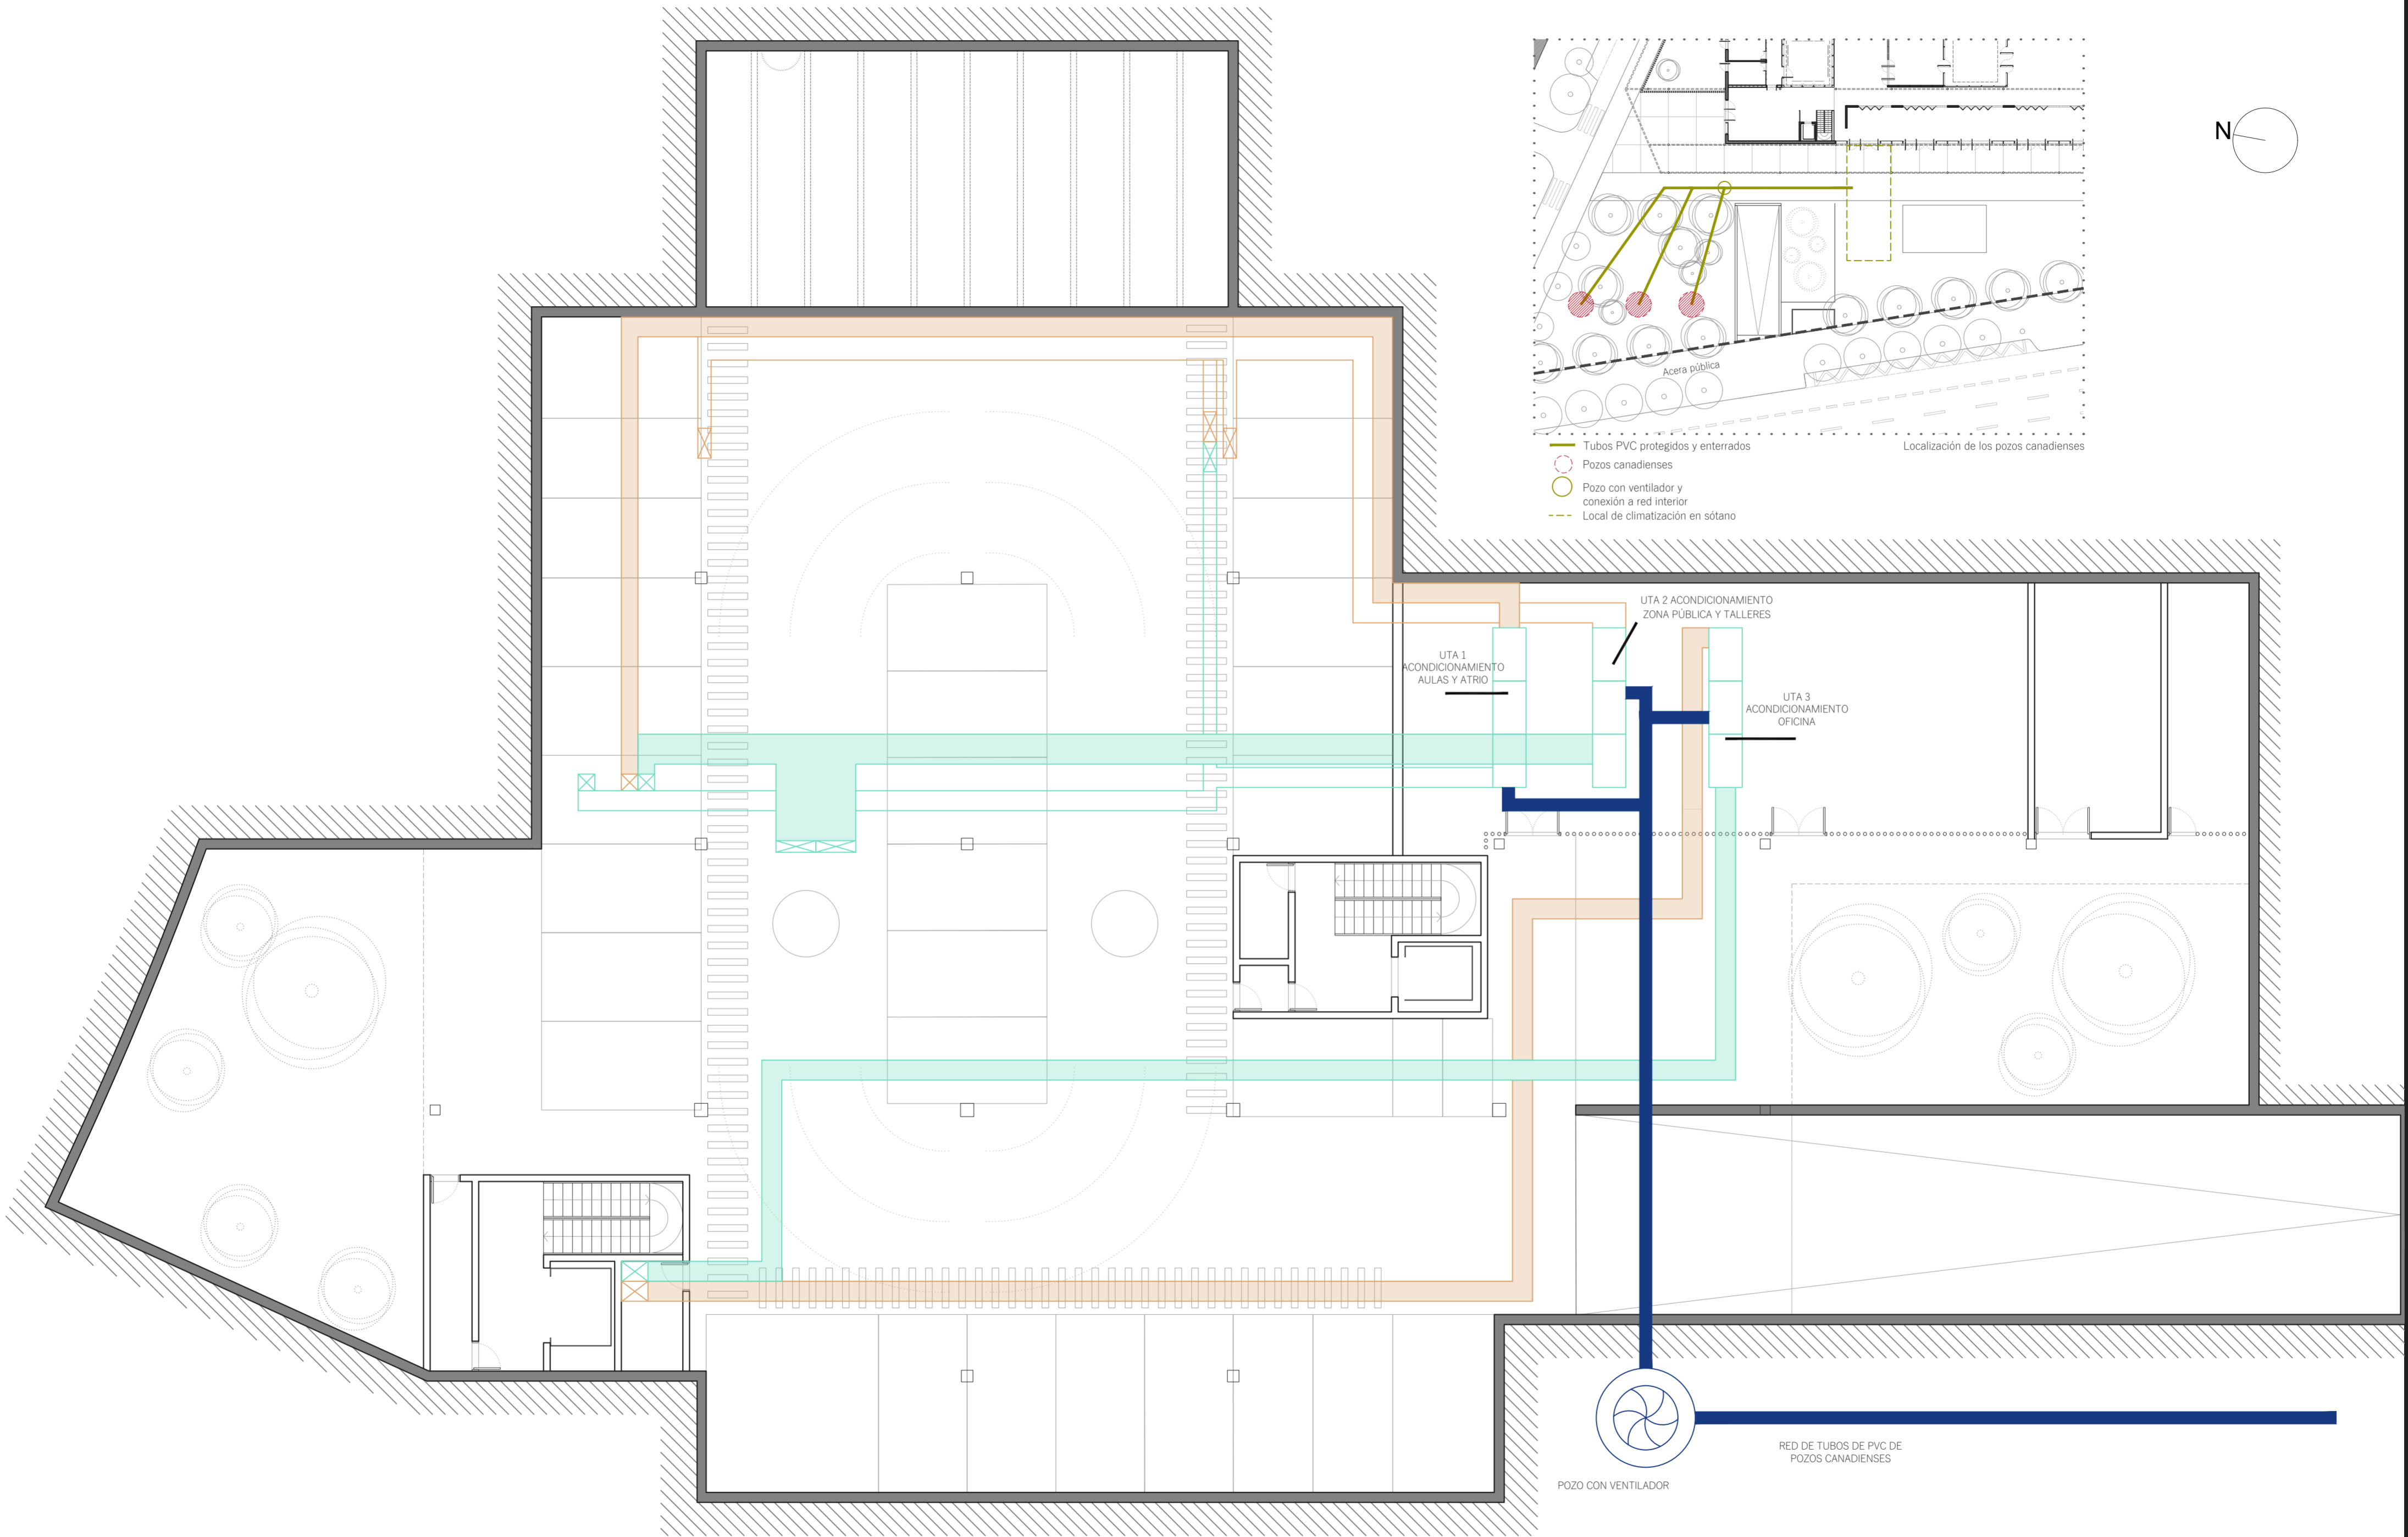 N
Acera pública
Tubos PVC protegidos y enterrados
Localización de los pozos canadienses
Pozos canadienses
Pozo con ventilador y
conexión a red interior
Local de climatización en sótano
UTA 2 ACONDICIONAMIENTO
ZONA PÚBLICA Y TALLERES
UTA 1
ACONDICIONAMIENTO
AULAS Y ATRIO
UTA 3
ACONDICIONAMIENTO
OFICINA
RED DE TUBOS DE PVC DE
POZOS CANADIENSES
POZO CON VENTILADOR